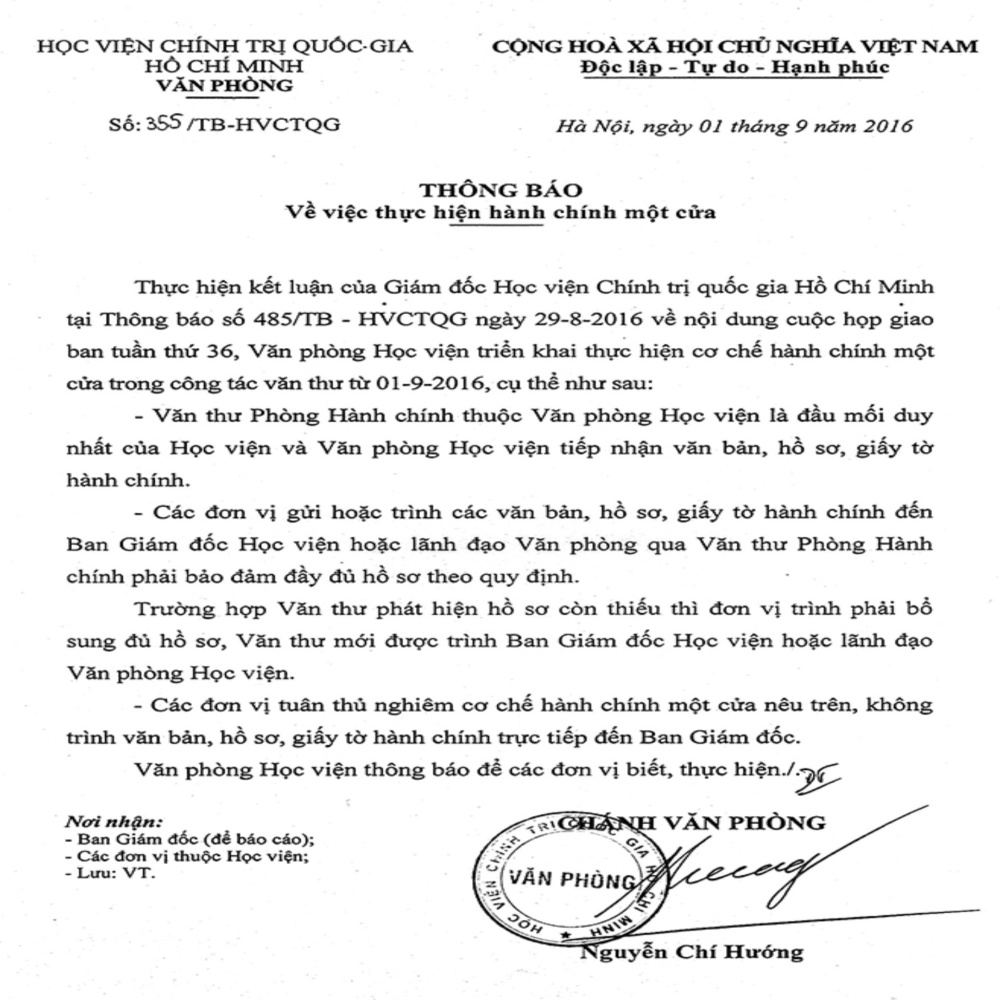 HỌC VIỆN CHÍNH TRỊ QUỐC GIA
HỒ CHÍ MINH
VĂN PHÒNG
Số: 355/TB-HVCTQG
CỘNG HOÀ XÃ HỘI CHỦ NGHĨA VIỆT NAM
Độc lập - Tự do - Hạnh phúc
Hà Nội, ngày 01 tháng 9 năm 2016
THÔNG BÁO
Về việc thực hiện hành chính một cửa
Thực hiện kết luận của Giám đốc Học viện Chính trị quốc gia Hồ Chí Minh
tại Thông báo số 485/TB - HVCTQG ngày 29-8-2016 về nội dung cuộc họp giao
ban tuần thứ 36, Văn phòng Học viện triển khai thực hiện cơ chế hành chính một
cửa trong công tác văn thư từ 01-9-2016, cụ thể như sau:
- Văn thư Phòng Hành chính thuộc Văn phòng Học viện là đầu mối duy
nhất của Học viện và Văn phòng Học viện tiếp nhận văn bản, hồ sơ, giấy tờ
hành chính.
- Các đơn vị gửi hoặc trình các văn bản, hồ sơ, giấy tờ hành chính đến
Ban Giám đốc Học viện hoặc lãnh đạo Văn phòng qua Văn thư Phòng Hành
chính phải bảo đảm đầy đủ hồ sơ theo quy định.
Trường hợp Văn thư phát hiện hồ sơ còn thiếu thì đơn vị trình phải bổ
sung đủ hồ sơ, Văn thư mới được trình Ban Giám đốc Học viện hoặc lãnh đạo
Văn phòng Học viện.
- Các đơn vị tuân thủ nghiêm cơ chế hành chính một cửa nêu trên, không
trình văn bản, hồ sơ, giấy tờ hành chính trực tiếp đến Ban Giám đốc.
Văn phòng Học viện thông báo để các đơn vị biết, thực hiện./.
Nơi nhận:
- Ban Giám đốc (để báo cáo);
- Các đơn vị thuộc Học viện;
- Lưu: VT.
CHÁNH VĂN PHÒNG
HỌC VIỆN CHÍNH TRỊ QUỐC GIA HỒ CHÍ MINH
VĂN PHÒNG
Nguyễn Chí Hướng